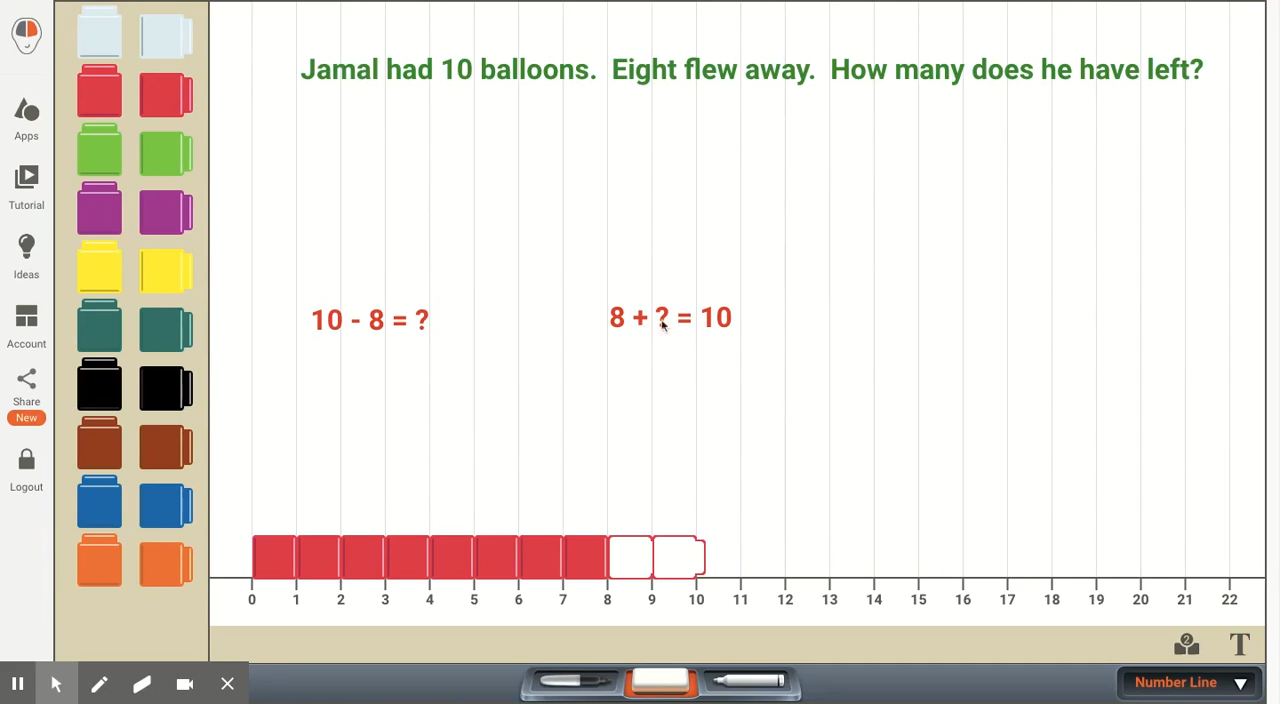 Jamal had 10 balloons.  Eight flew away.  How many does he have left?
Apps
Tutorial
Ideas
Account
Share
New
Logout
10 - 8 = ?
8 + ? = 10
0 1 2 3 4 5 6 7 8 9 10 11 12 13 14 15 16 17 18 19 20 21 22
2
T
Number Line